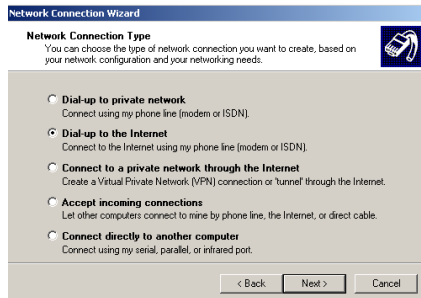 Network Connection Wizard
Network Connection Type
You can choose the type of network connection you want to create, based on
your network configuration and your networking needs.
Dial-up to private network
Connect using my phone line (modem or ISDN).
Dial-up to the Internet
Connect to the Internet using my phone line (modem or ISDN).
Connect to a private network through the Internet
Create a Virtual Private Network (VPN) connection or 'tunnel' through the Internet.
Accept incoming connections
Let other computers connect to mine by phone line, the Internet, or direct cable.
Connect directly to another computer
Connect using my serial, parallel, or infrared port.
< Back Next > Cancel